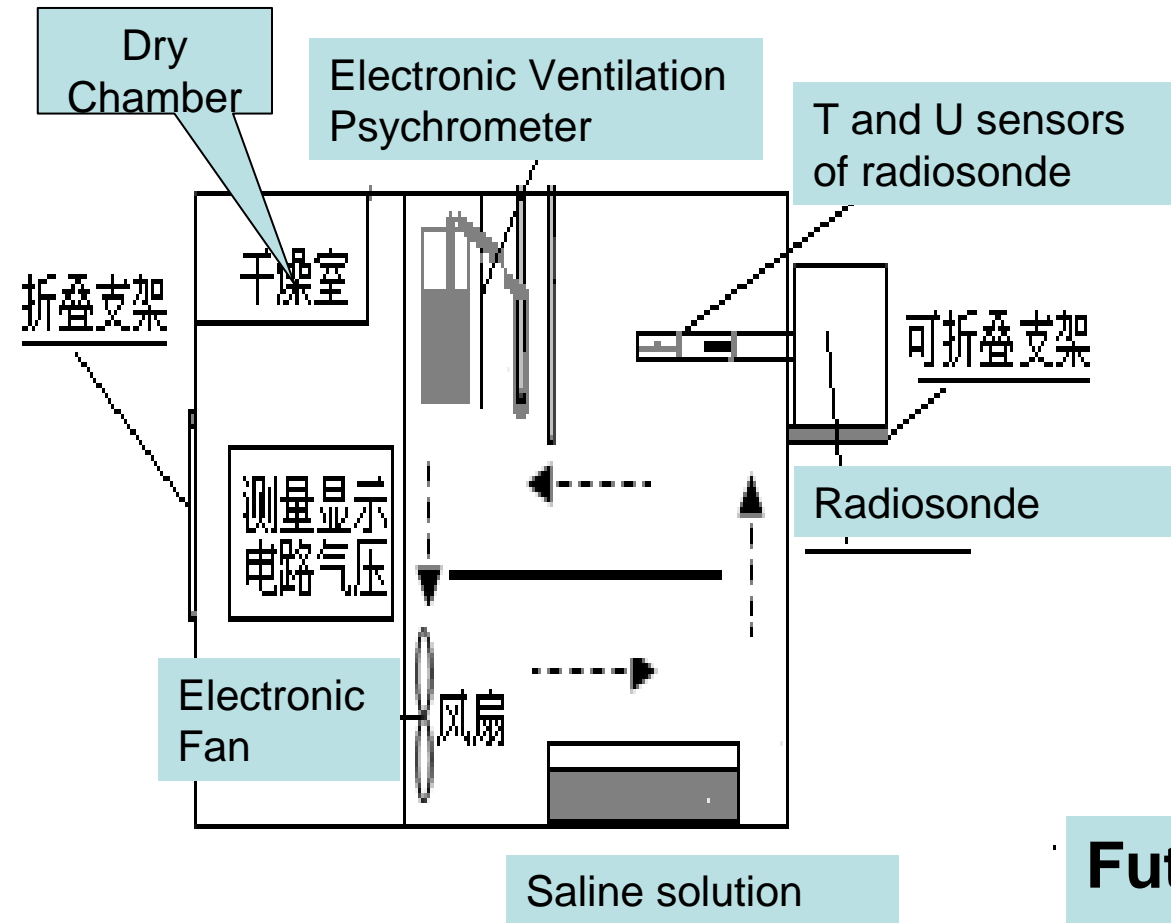 Dry
Chamber
Electronic Ventilation
Psychrometer
T and U sensors
of radiosonde
干燥室
折叠支架
可折叠支架
测量显示
电路气压
Radiosonde
Electronic
Fan
风扇
Saline solution
Fut